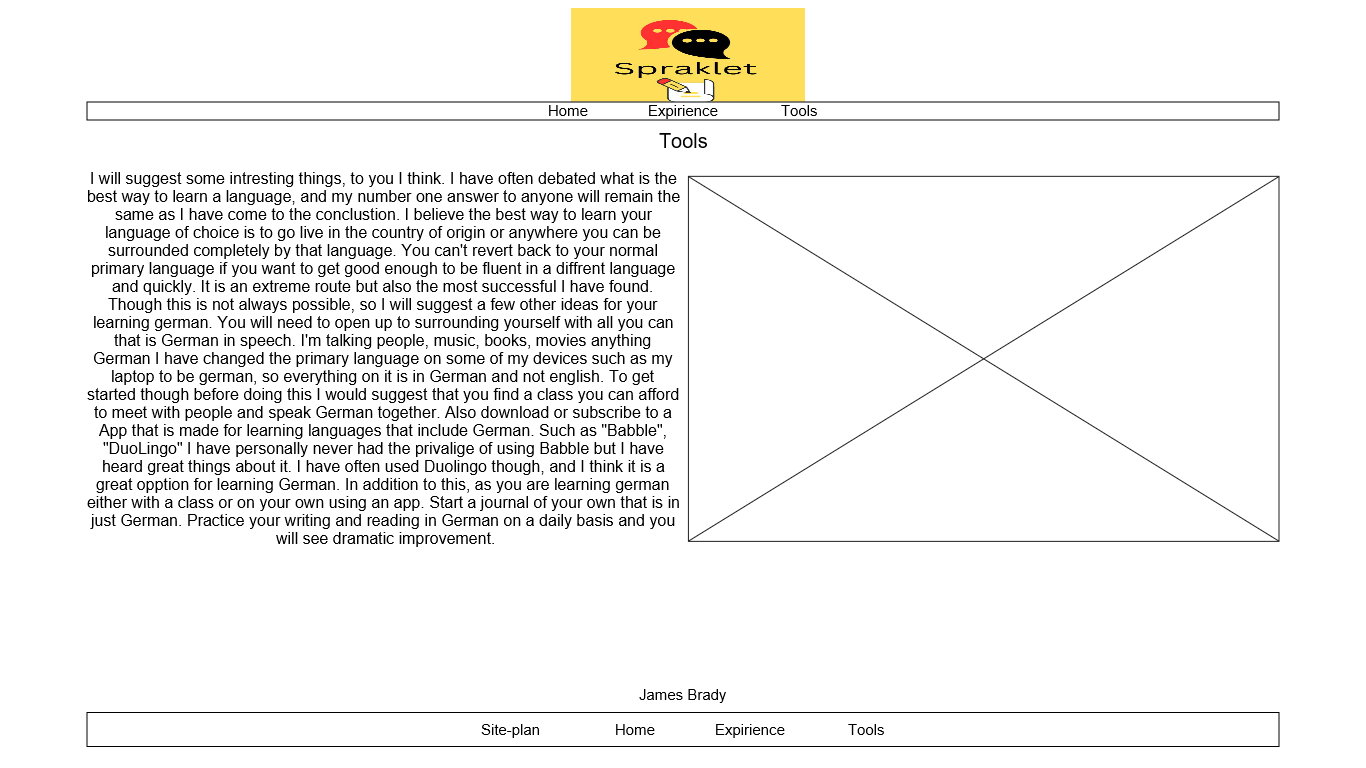 Spraklet
Home Expirience Tools
Tools
I will suggest some intresting things, to you I think. I have often debated what is the
best way to learn a language, and my number one answer to anyone will remain the
same as I have come to the conclustion. I believe the best way to learn your
language of choice is to go live in the country of origin or anywhere you can be
surrounded completely by that language. You can't revert back to your normal
primary language if you want to get good enough to be fluent in a diffrent language
and quickly. It is an extreme route but also the most successful I have found.
Though this is not always possible, so I will suggest a few other ideas for your
learning german. You will need to open up to surrounding yourself with all you can
that is German in speech. I'm talking people, music, books, movies anything
German I have changed the primary language on some of my devices such as my
laptop to be german, so everything on it is in German and not english. To get
started though before doing this I would suggest that you find a class you can afford
to meet with people and speak German together. Also download or subscribe to a
App that is made for learning languages that include German. Such as "Babble",
"DuoLingo" I have personally never had the privalige of using Babble but I have
heard great things about it. I have often used Duolingo though, and I think it is a
great opption for learning German. In addition to this, as you are learning german
either with a class or on your own using an app. Start a journal of your own that is in
just German. Practice your writing and reading in German on a daily basis and you
will see dramatic improvement.
James Brady
Site-plan Home Expirience Tools